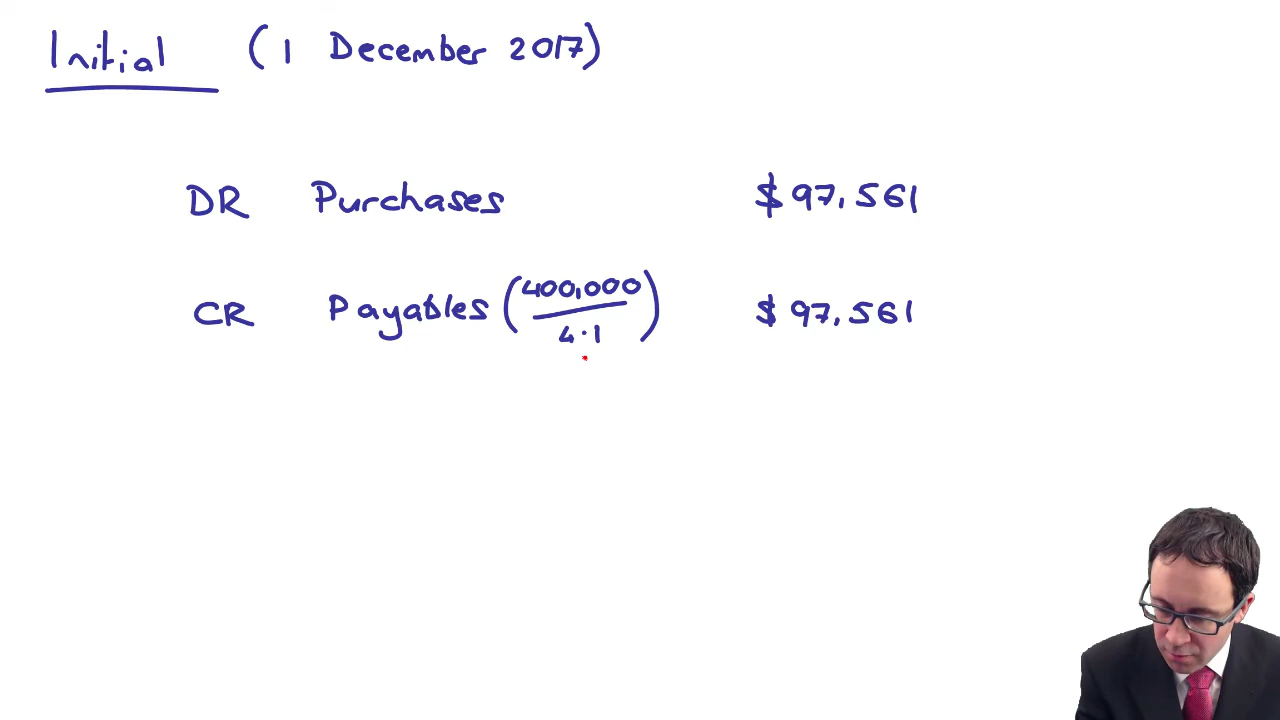 Initial (1 December 2017)
DR Purchases $97,561
CR Payables (400,000 / 4.1) $97,561